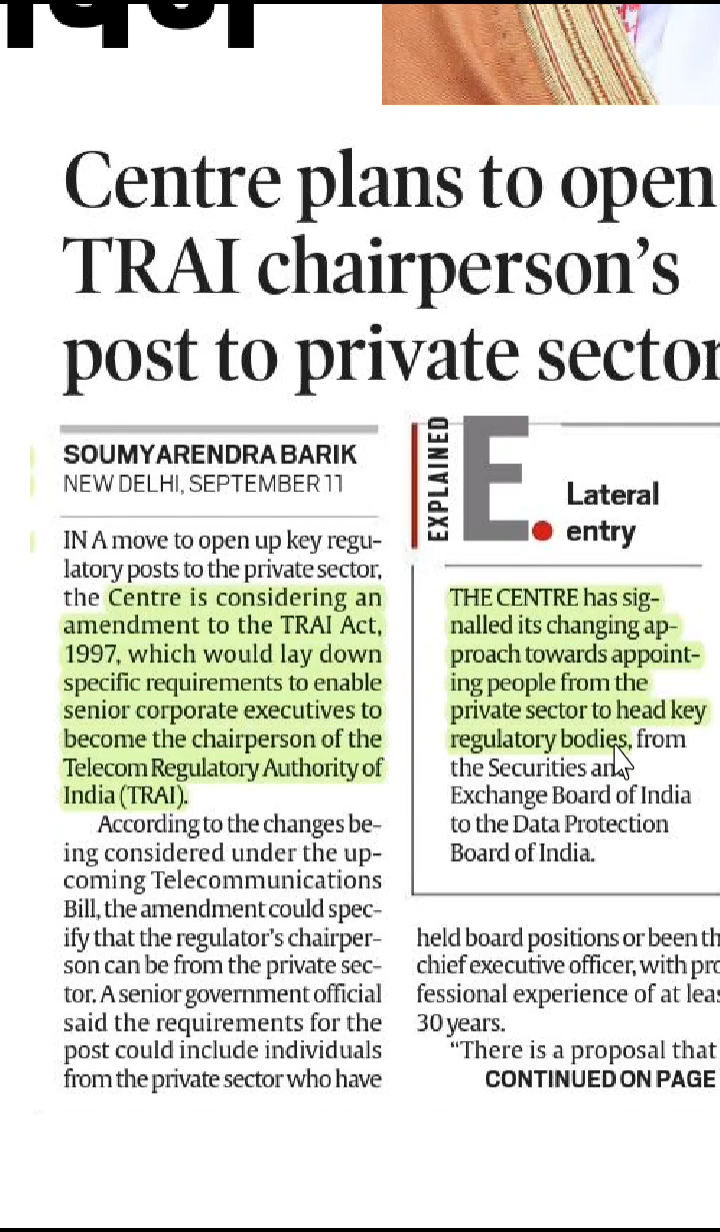 Centre plans to open
TRAI chairperson's
post to private sector
SOUMYARENDRA BARIK
NEW DELHI, SEPTEMBER 11
IN A move to open up key regu-
latory posts to the private sector,
the Centre is considering an
amendment to the TRAI Act,
1997, which would lay down
specific requirements to enable
senior corporate executives to
become the chairperson of the
Telecom Regulatory Authority of
India (TRAI).
According to the changes be-
ing considered under the up-
coming Telecommunications
Bill, the amendment could spec-
ify that the regulator's chairper-
son can be from the private sec-
tor. A senior government official
said the requirements for the
post could include individuals
from the private sector who have
EXPLAINED
E.
Lateral
entry
THE CENTRE has sig-
nalled its changing ap-
proach towards appoint-
ing people from the
private sector to head key
regulatory bodies, from
the Securities and
Exchange Board of India
to the Data Protection
Board of India.
held board positions or been
chief executive officer, with
fessional experience of at
30 years.
"There is a proposal that
CONTINUED ON PAGE